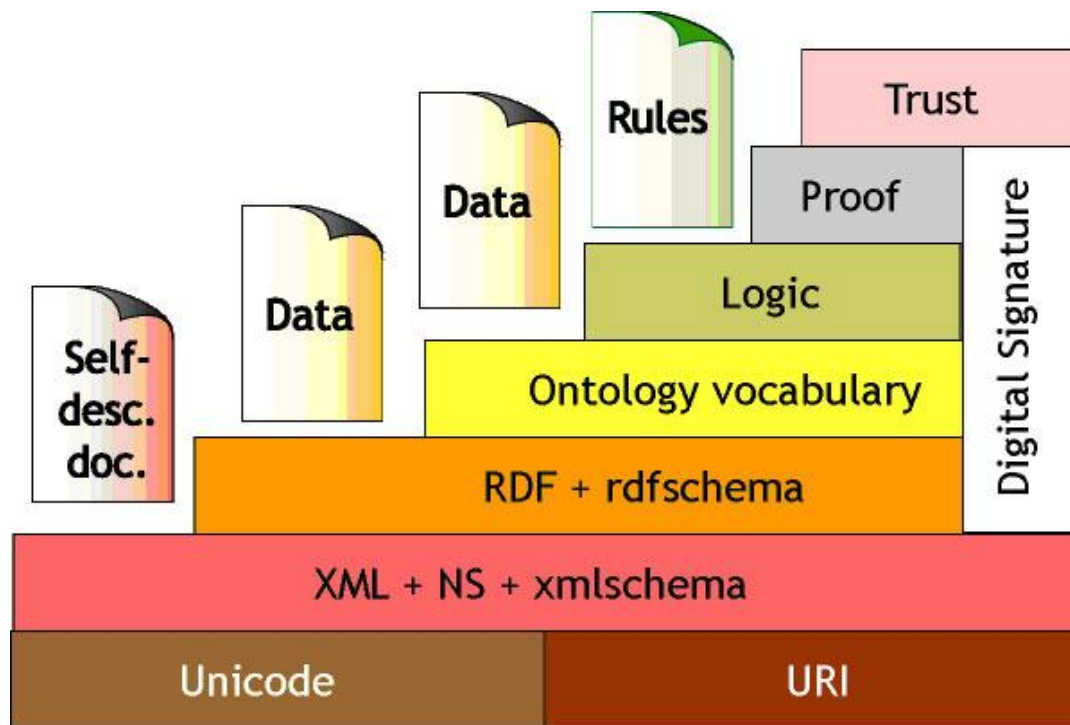 Rules
Trust
Data
Proof
Digital Signature
Data
Logic
Self-
desc.
doc.
Ontology vocabulary
RDF + rdfschema
XML + NS + xmlschema
Unicode
URI